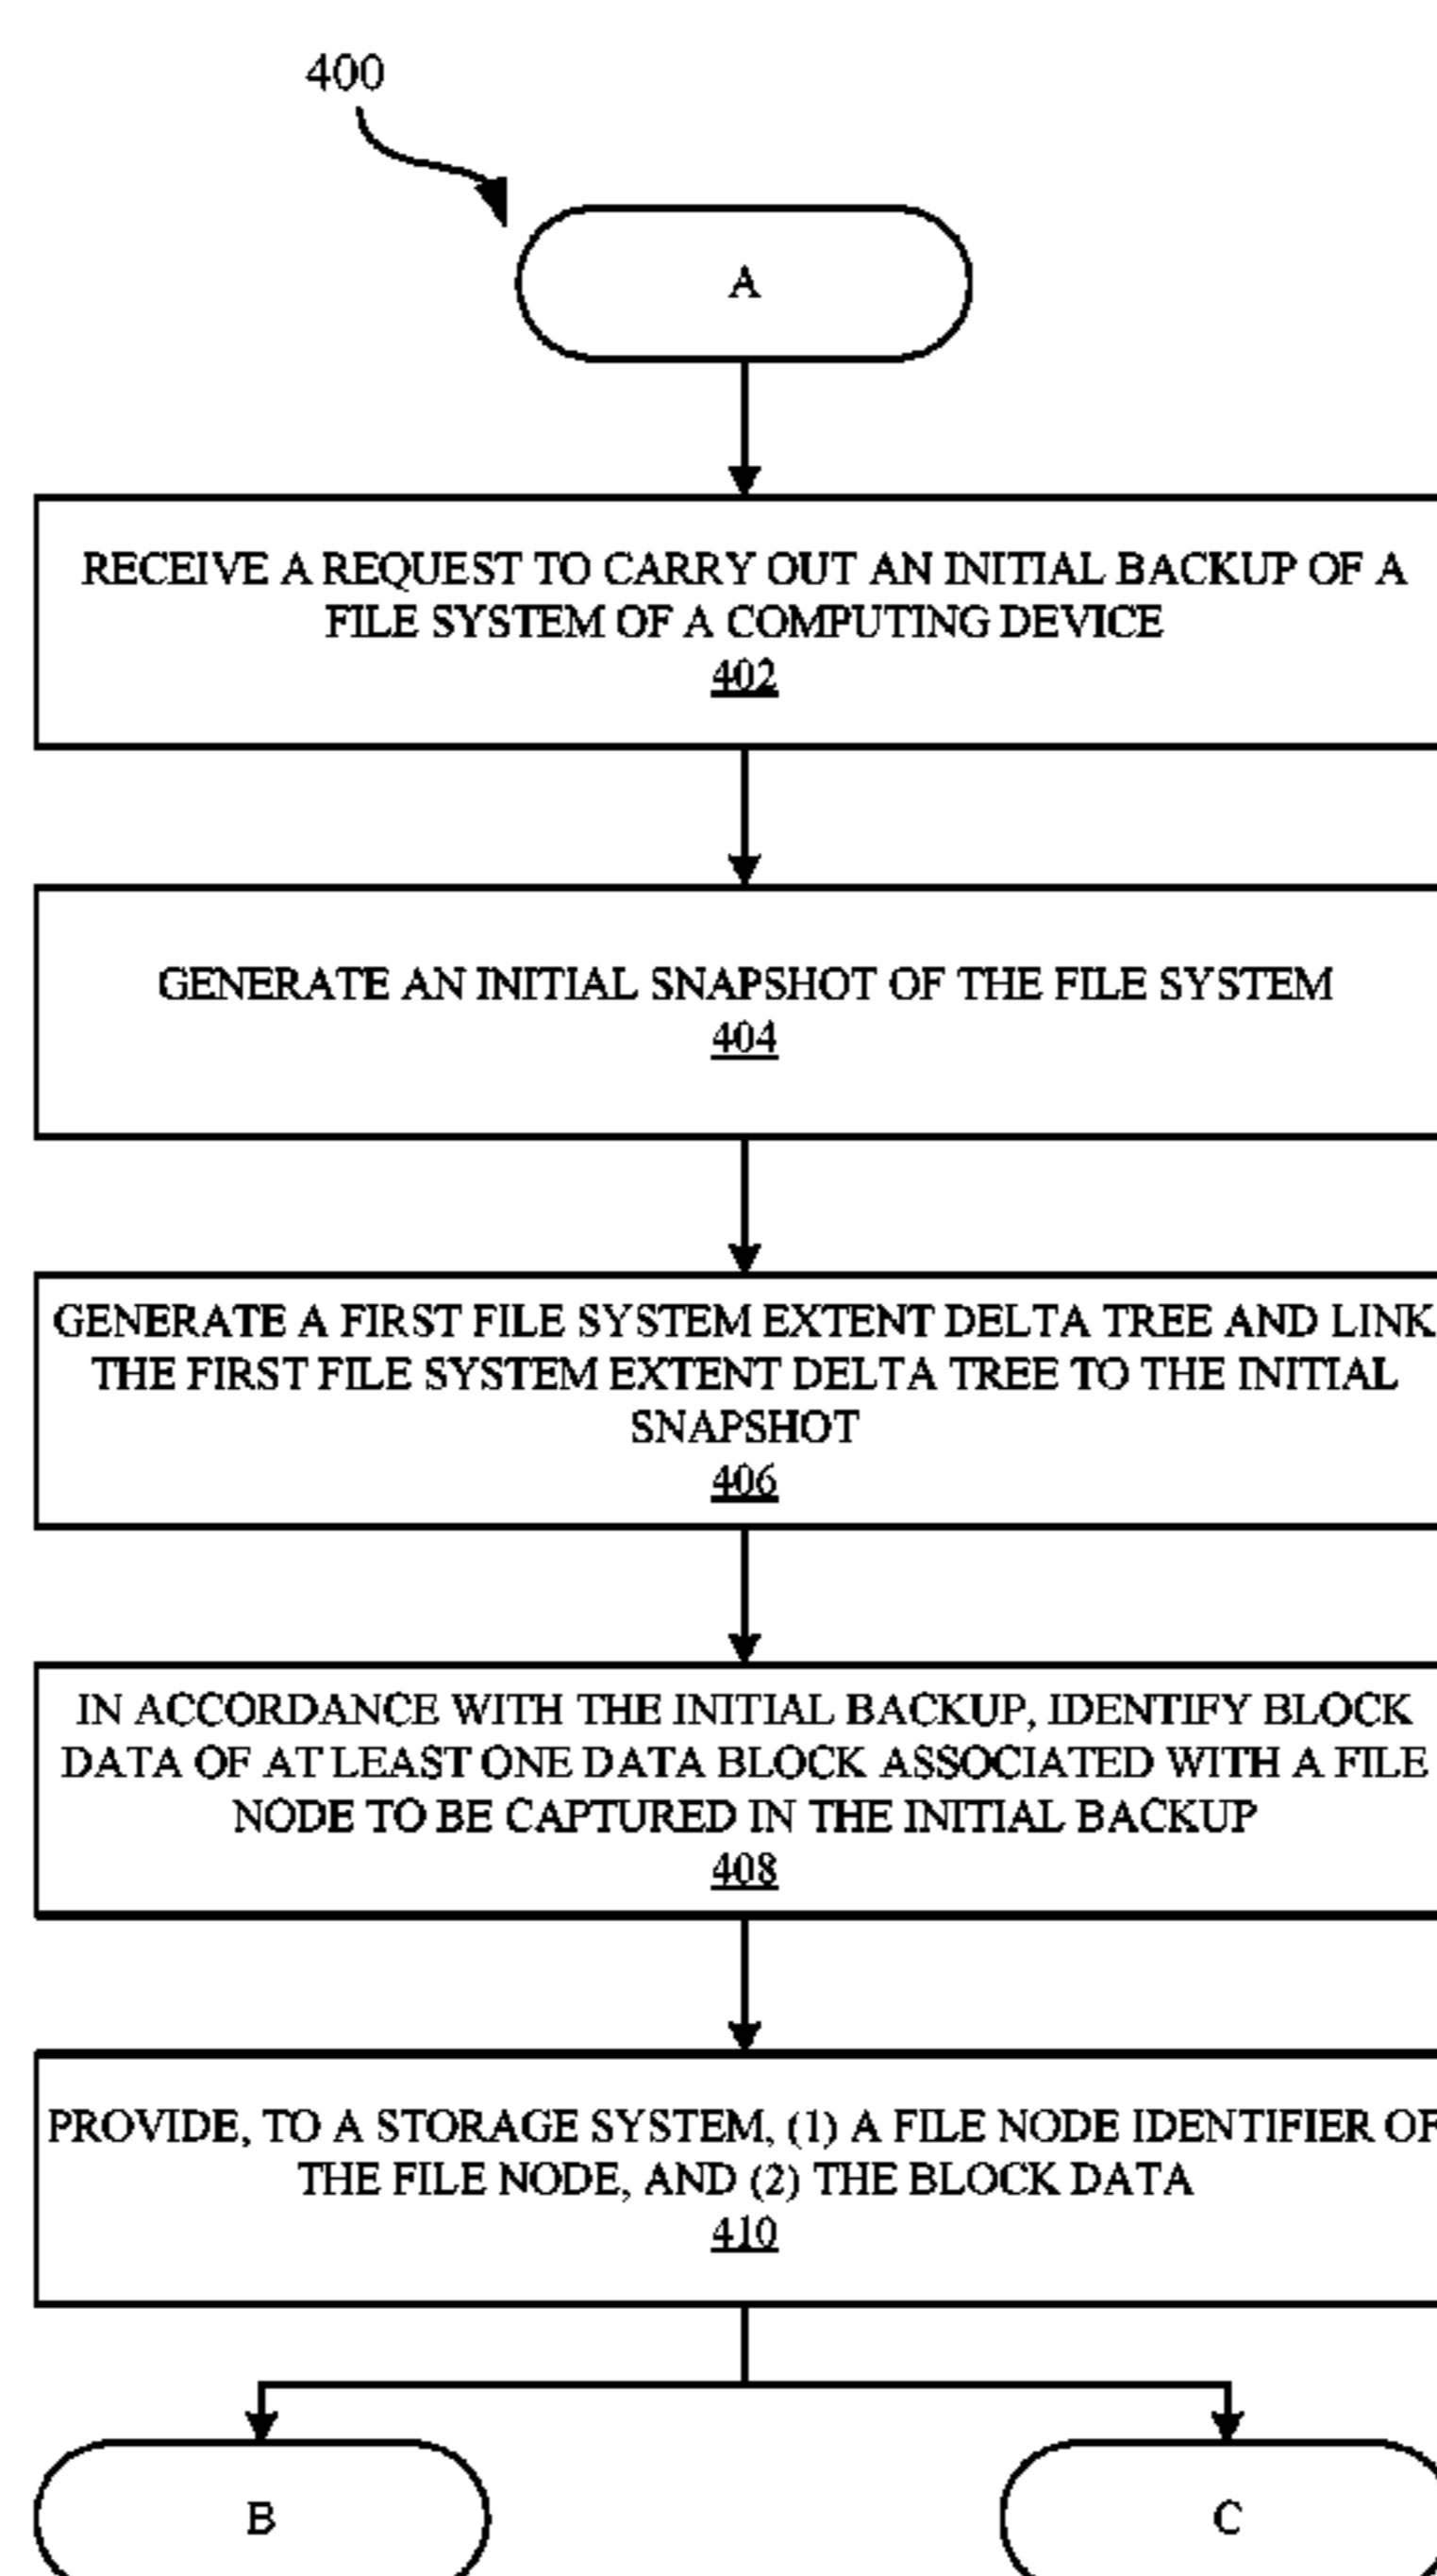 400
A
RECEIVE A REQUEST TO CARRY OUT AN INITIAL BACKUP OF A
FILE SYSTEM OF A COMPUTING DEVICE
402
GENERATE AN INITIAL SNAPSHOT OF THE FILE SYSTEM
404
GENERATE A FIRST FILE SYSTEM EXTENT DELTA TREE AND LINK
THE FIRST FILE SYSTEM EXTENT DELTA TREE TO THE INITIAL
SNAPSHOT
406
IN ACCORDANCE WITH THE INITIAL BACKUP, IDENTIFY BLOCK
DATA OF AT LEAST ONE DATA BLOCK ASSOCIATED WITH A FILE
NODE TO BE CAPTURED IN THE INITIAL BACKUP
408
PROVIDE, TO A STORAGE SYSTEM, (1) A FILE NODE IDENTIFIER OF
THE FILE NODE, AND (2) THE BLOCK DATA
410
B
C